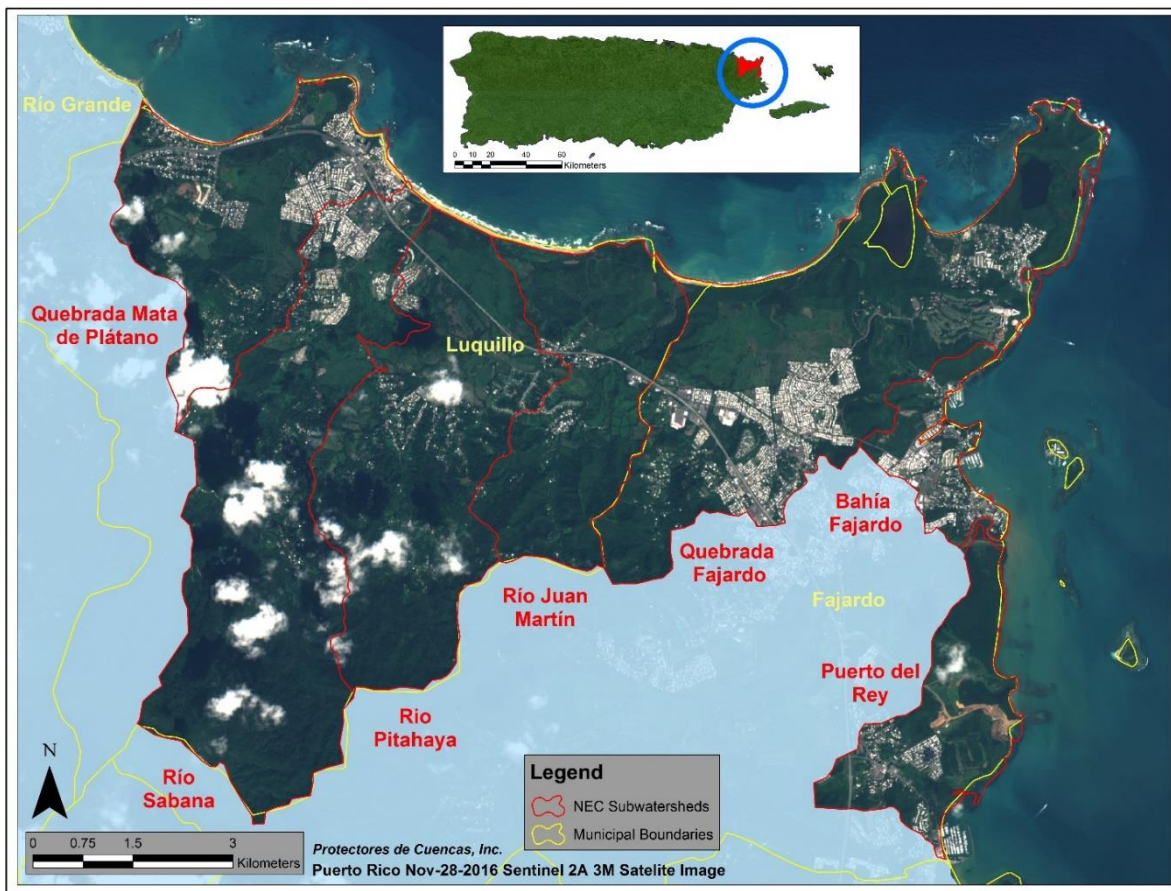 0 5 10 20 40 60
Kilometers
Río Grande
Quebrada Mata
de Plátano
Luquillo
Bahía
Fajardo
Quebrada
Fajardo
Río Juan
Martín
Fajardo
Puerto del
Rey
Rio
Pitahaya
Río
Sabana
N
Legend
NEC Subwatersheds
Municipal Boundaries
0 0.75 1.5 3
Kilometers
Protectores de Cuencas, Inc.
Puerto Rico Nov-28-2016 Sentinel 2A 3M Satelite Image